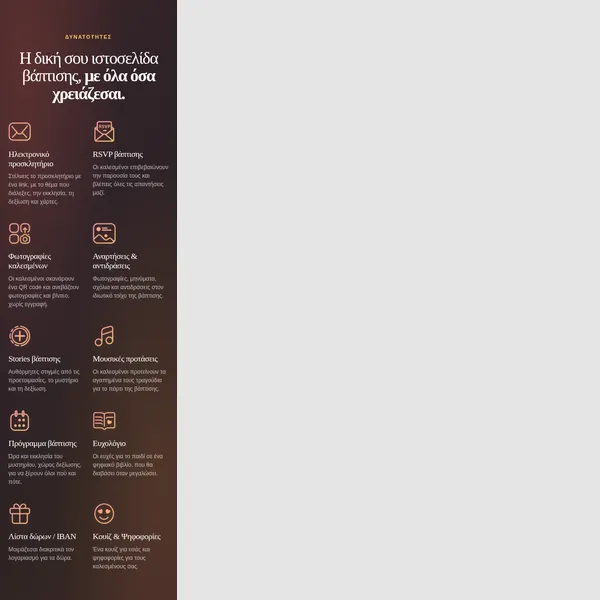 ΔΥΝΑΤΟΤΗΤΕΣ
Η δική σου ιστοσελίδα
βάπτισης, με όλα όσα
χρειάζεσαι.
Ηλεκτρονικό
προσκλητήριο
Στέλνεις το προσκλητήριο με
ένα link, με το θέμα που
διάλεξες, την εκκλησία, τη
δεξίωση και χάρτες.
RSVP
RSVP βάπτισης
Οι καλεσμένοι επιβεβαιώνουν
την παρουσία τους και
βλέπεις όλες τις απαντήσεις
μαζί.
Φωτογραφίες
καλεσμένων
Οι καλεσμένοι σκανάρουν
ένα QR code και ανεβάζουν
φωτογραφίες και βίντεο,
χωρίς εγγραφή.
Αναρτήσεις &
αντιδράσεις
Φωτογραφίες, μηνύματα,
σχόλια και αντιδράσεις στον
ιδιωτικό τοίχο της βάπτισης.
Stories βάπτισης
Αυθόρμητες στιγμές από τις
προετοιμασίες, το μυστήριο
και τη δεξίωση.
Μουσικές προτάσεις
Οι καλεσμένοι προτείνουν τα
αγαπημένα τους τραγούδια
για το πάρτι της βάπτισης.
Πρόγραμμα βάπτισης
Ώρα και εκκλησία του
μυστηρίου, χώρος δεξίωσης,
για να ξέρουν όλοι πού και
πότε.
Ευχολόγιο
Οι ευχές για το παιδί σε ένα
ψηφιακό βιβλίο, που θα
διαβάσει όταν μεγαλώσει.
Λίστα δώρων / IBAN
Μοιράζεσαι διακριτικά τον
λογαριασμό για τα δώρα.
Κουίζ & Ψηφοφορίες
Ένα κουίζ για εσάς και
ψηφοφορίες για τους
καλεσμένους σας.